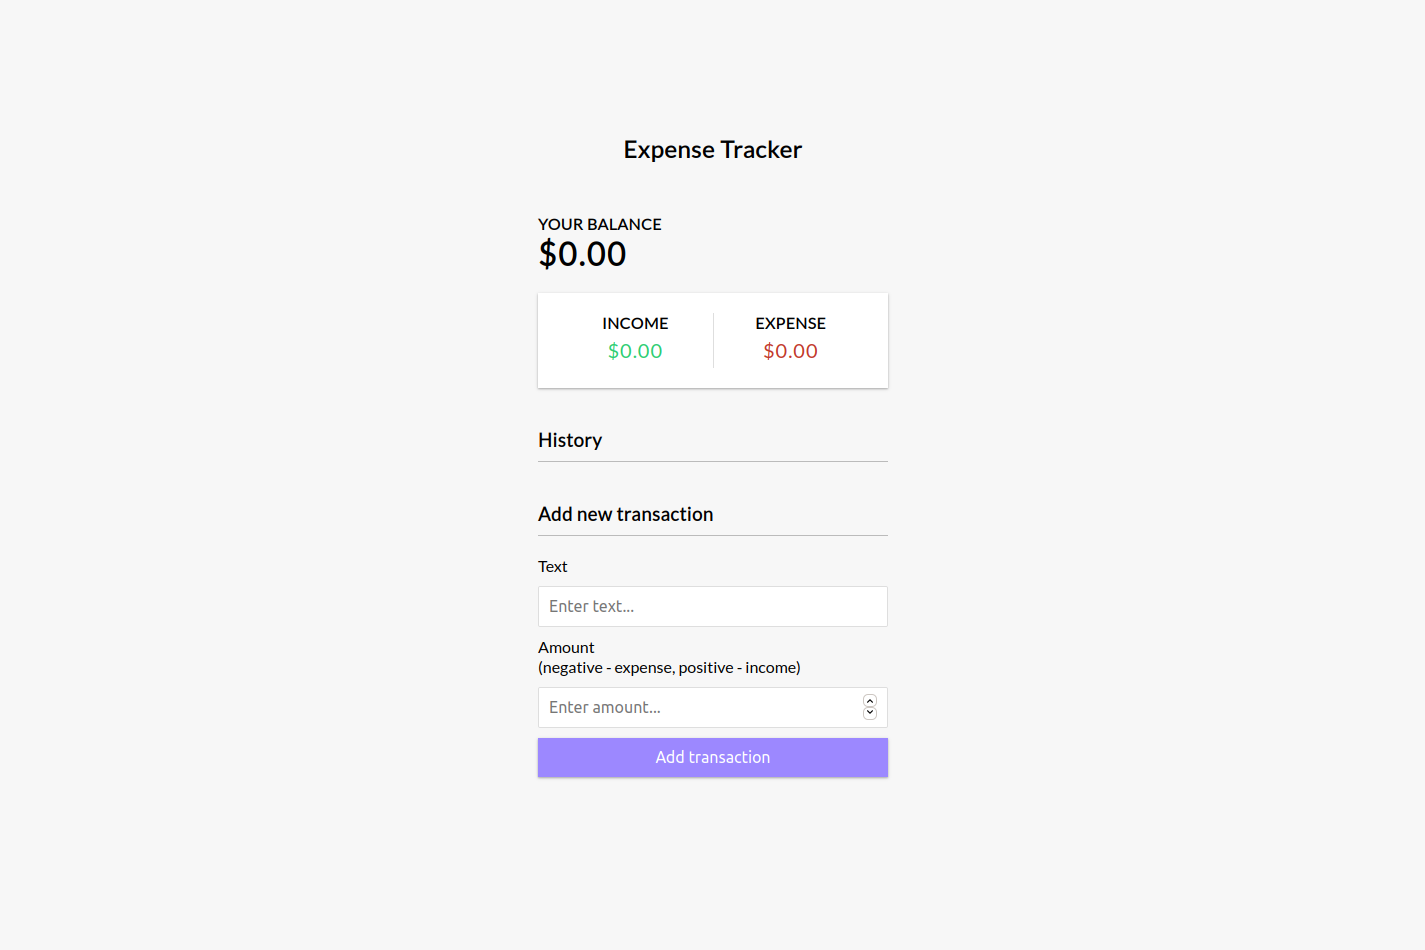 Expense Tracker
YOUR BALANCE
$0.00
INCOME
$0.00
EXPENSE
$0.00
History
Add new transaction
Text
Enter text...
Amount
(negative - expense, positive - income)
Enter amount...
Add transaction